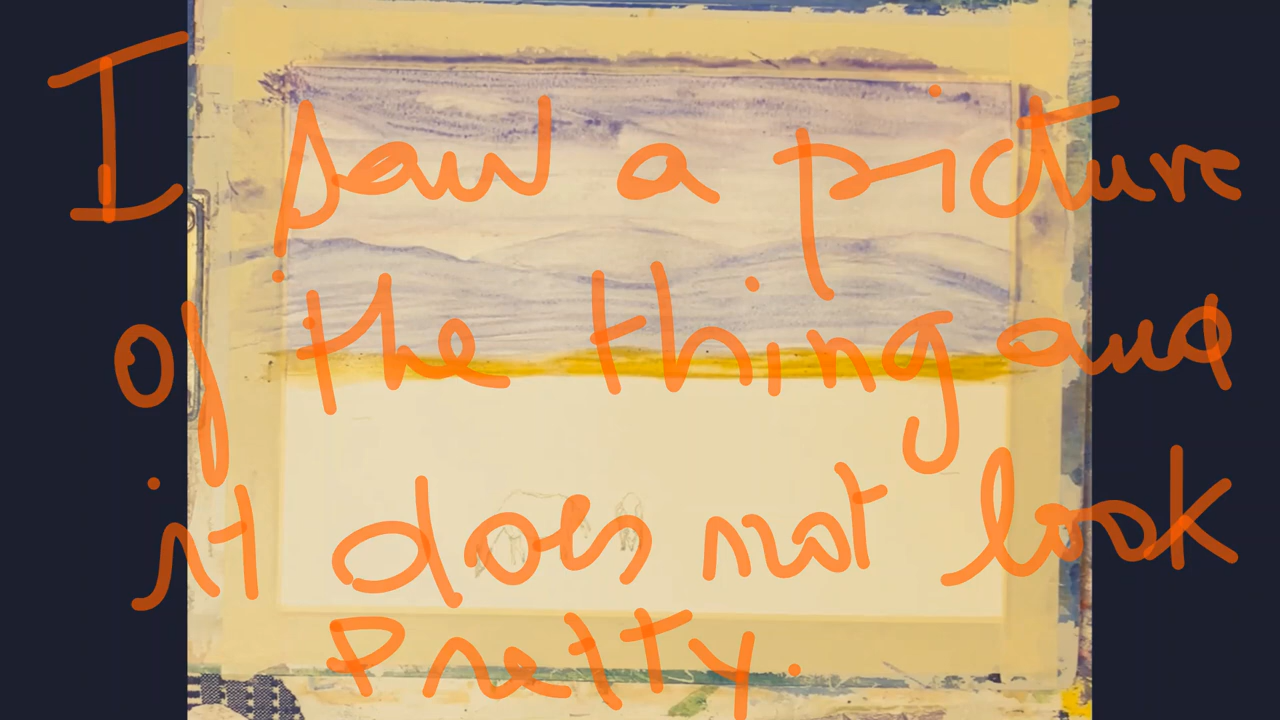 I saw a picture
of the thing and
it does not look
Pretty.